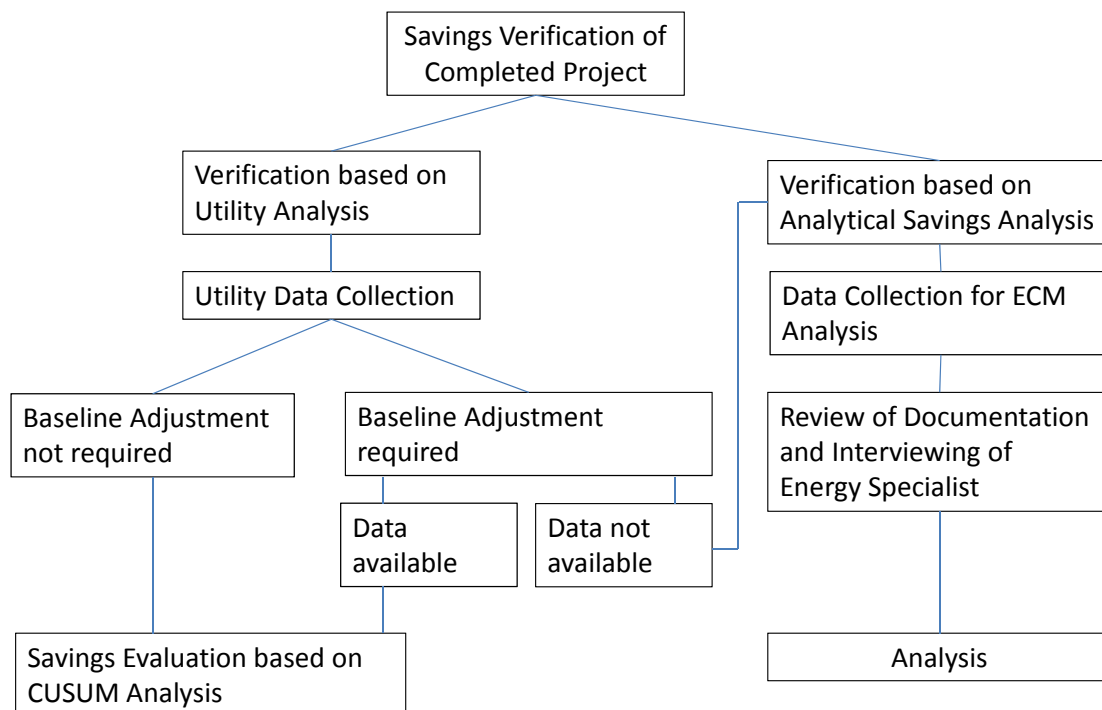 Savings Verification of
Completed Project
Verification based on
Utility Analysis
Verification based on
Analytical Savings Analysis
Utility Data Collection
Data Collection for ECM
Analysis
Baseline Adjustment
not required
Baseline Adjustment
required
Review of Documentation
and Interviewing of
Energy Specialist
Data
available
Data not
available
Savings Evaluation based on
CUSUM Analysis
Analysis